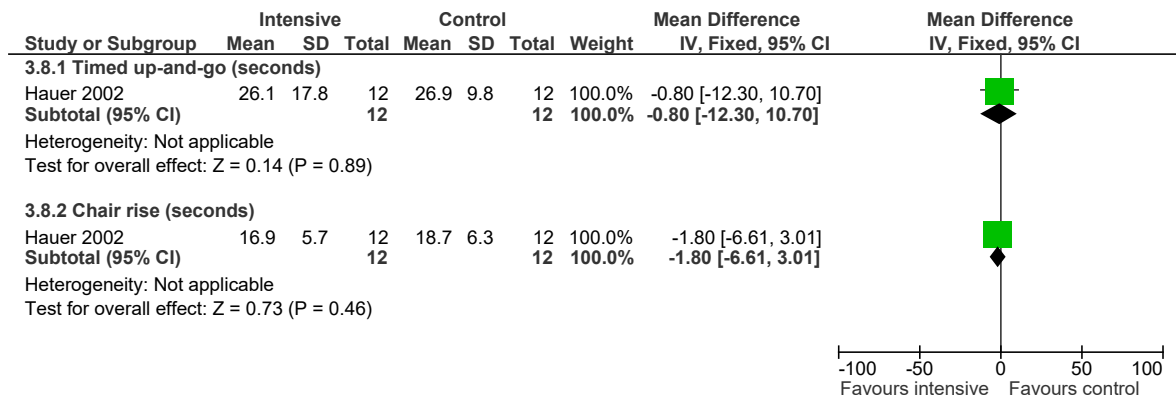 Intensive Control Mean Difference Mean Difference
Study or Subgroup Mean SD Total Mean SD Total Weight IV, Fixed, 95% CI IV, Fixed, 95% CI
3.8.1 Timed up-and-go (seconds)
Hauer 2002 26.1 17.8 12 26.9 9.8 12 100.0% -0.80 [-12.30, 10.70]
Subtotal (95% CI) 12 12 100.0% -0.80 [-12.30, 10.70]
Heterogeneity: Not applicable
Test for overall effect: Z = 0.14 (P = 0.89)
3.8.2 Chair rise (seconds)
Hauer 2002 16.9 5.7 12 18.7 6.3 12 100.0% -1.80 [-6.61, 3.01]
Subtotal (95% CI) 12 12 100.0% -1.80 [-6.61, 3.01]
Heterogeneity: Not applicable
Test for overall effect: Z = 0.73 (P = 0.46)
-100 -50 0 50 100
Favours intensive Favours control